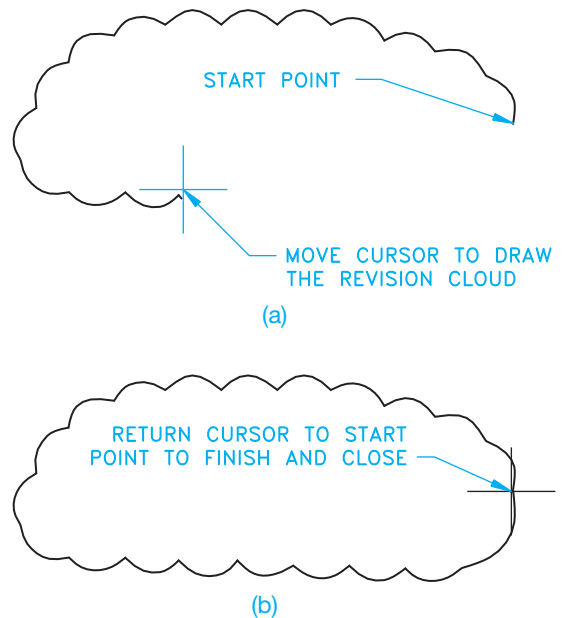 START POINT
MOVE CURSOR TO DRAW
THE REVISION CLOUD
(a)
RETURN CURSOR TO START
POINT TO FINISH AND CLOSE
(b)